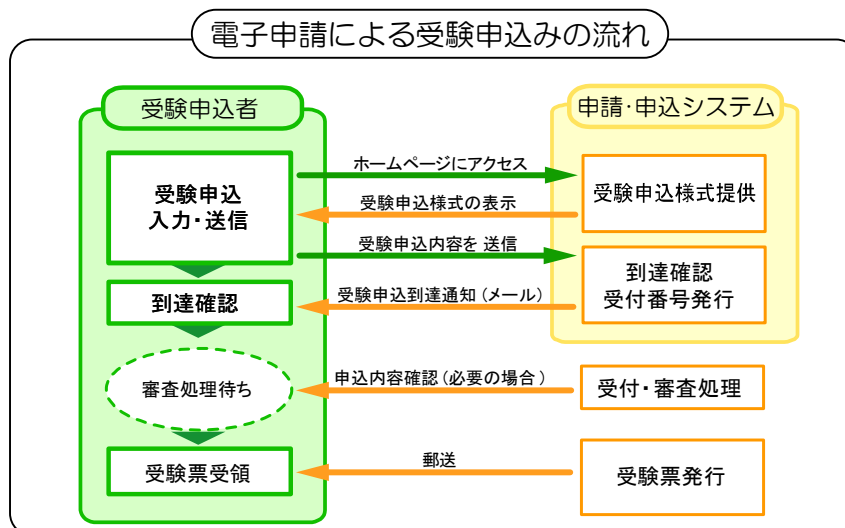 電子申請による受験申込みの流れ
受験申込者
申請・申込システム
ホームページにアクセス
受験申込
入力・送信
受験申込様式提供
受験申込様式の表示
受験申込内容を 送信
到達確認
受付番号発行
到達確認
受験申込到達通知（メール）
審査処理待ち
申込内容確認（必要の場合）
受付・審査処理
受験票受領
郵送
受験票発行